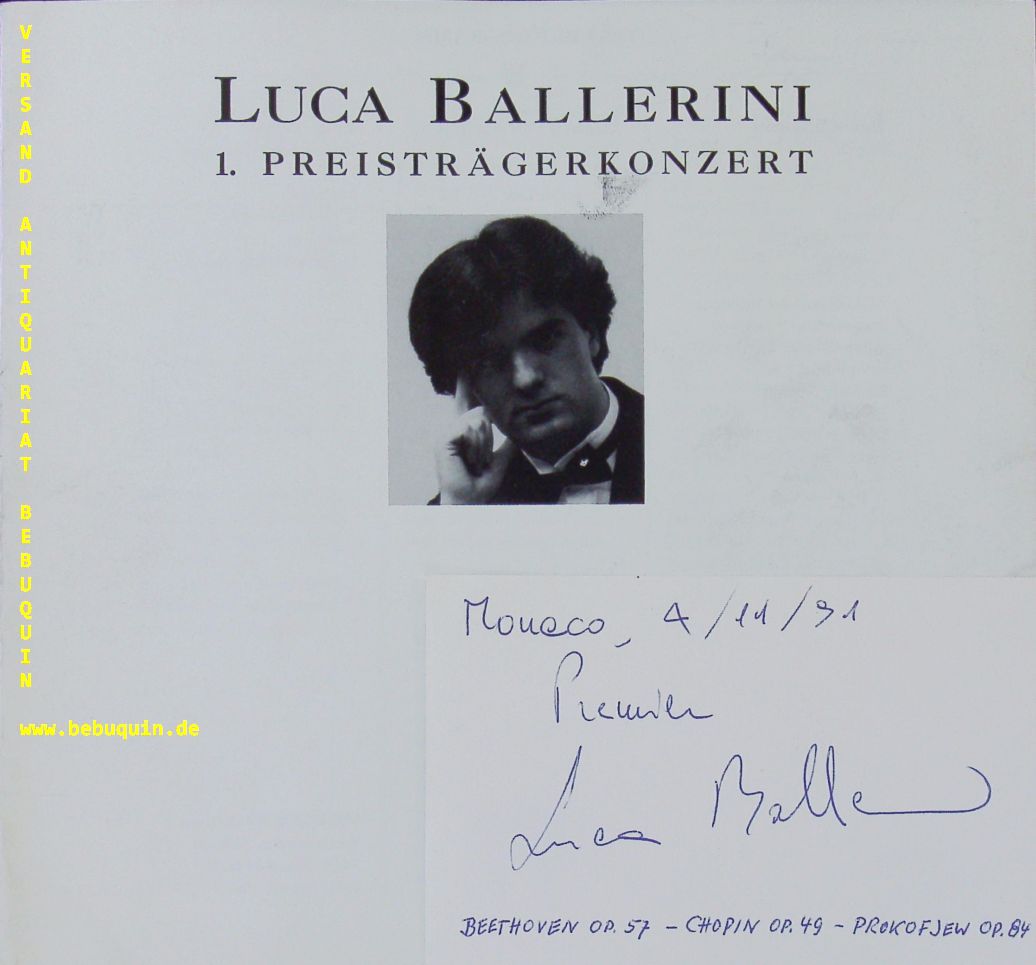 VERSAND ANTIQUARIAT BEBUQUIN
www.bebuquin.de
LUCA BALLERINI
1. PREISTRÄGERKONZERT
Monaco, 4/11/91
Premier
Luca Ballerini
BEETHOVEN OP. 57 – CHOPIN OP. 49 – PROKOFJEW OP. 84